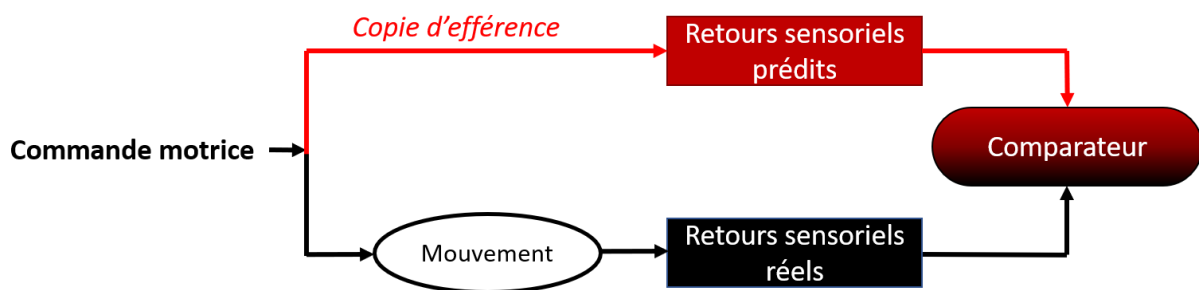 Copie d'efférence
Retours sensoriels
prédits
Commande motrice
Comparateur
Mouvement
Retours sensoriels
réels